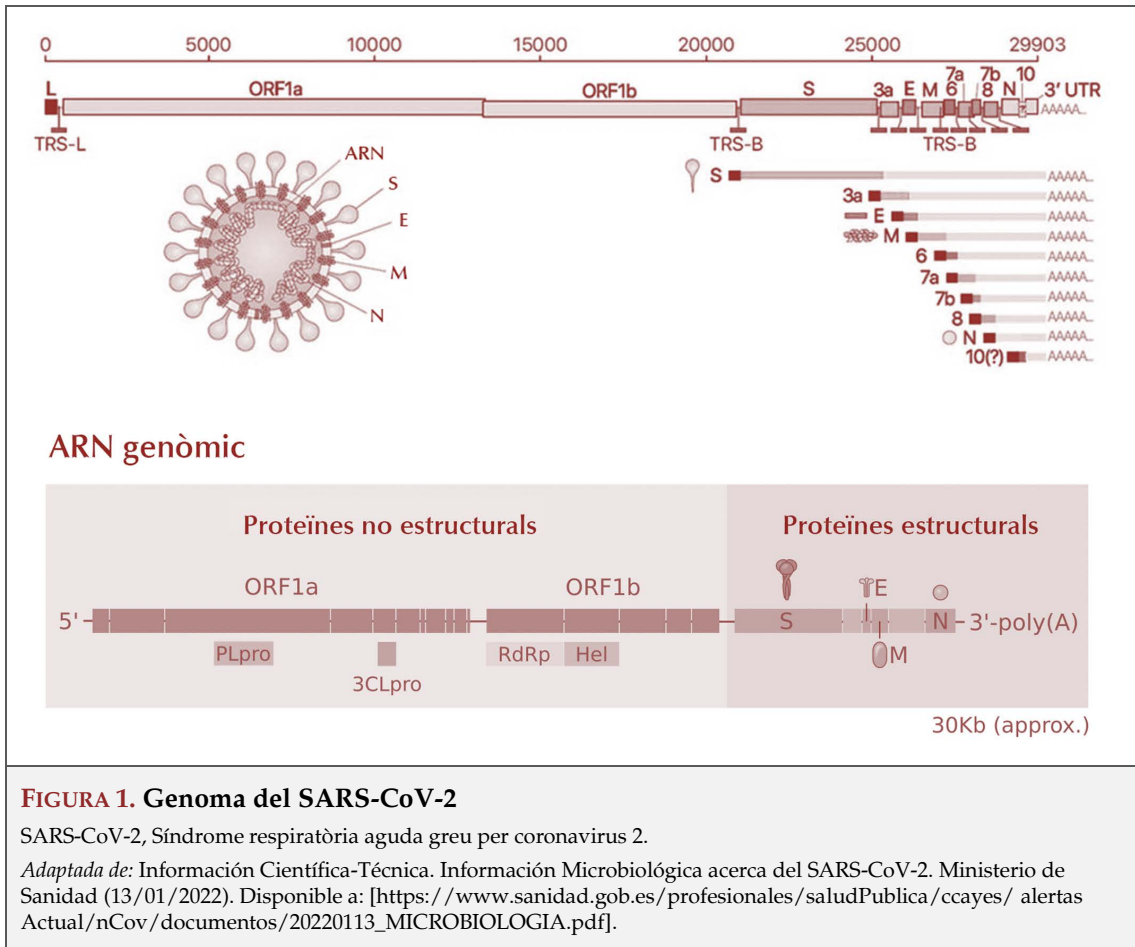 0 5000 10000 15000 20000 25000 29903
L ORF1a ORF1b S 3a E M 6 7a 7b 8 N 10 3' UTR
AAAAA...
TRS-L TRS-B TRS-B
ARN
S
E
M
N
S AAAAA...
3a AAAAA...
E AAAAA...
M AAAAA...
6 AAAAA...
7a AAAAA...
7b AAAAA...
8 AAAAA...
N AAAAA...
10(?) AAAAA...
ARN genòmic
Proteïnes no estructurals Proteïnes estructurals
ORF1a ORF1b E
5' S N 3'-poly(A)
PLpro RdRp Hel M
3CLpro
30Kb (approx.)
FIGURA 1. Genoma del SARS-CoV-2
SARS-CoV-2, Síndrome respiratòria aguda greu per coronavirus 2.
Adaptada de: Información Científica-Técnica. Información Microbiológica acerca del SARS-CoV-2. Ministerio de
Sanidad (13/01/2022). Disponible a: [https://www.sanidad.gob.es/profesionales/saludPublica/ccayes/ alertas
Actual/nCov/documentos/20220113_MICROBIOLOGIA.pdf].